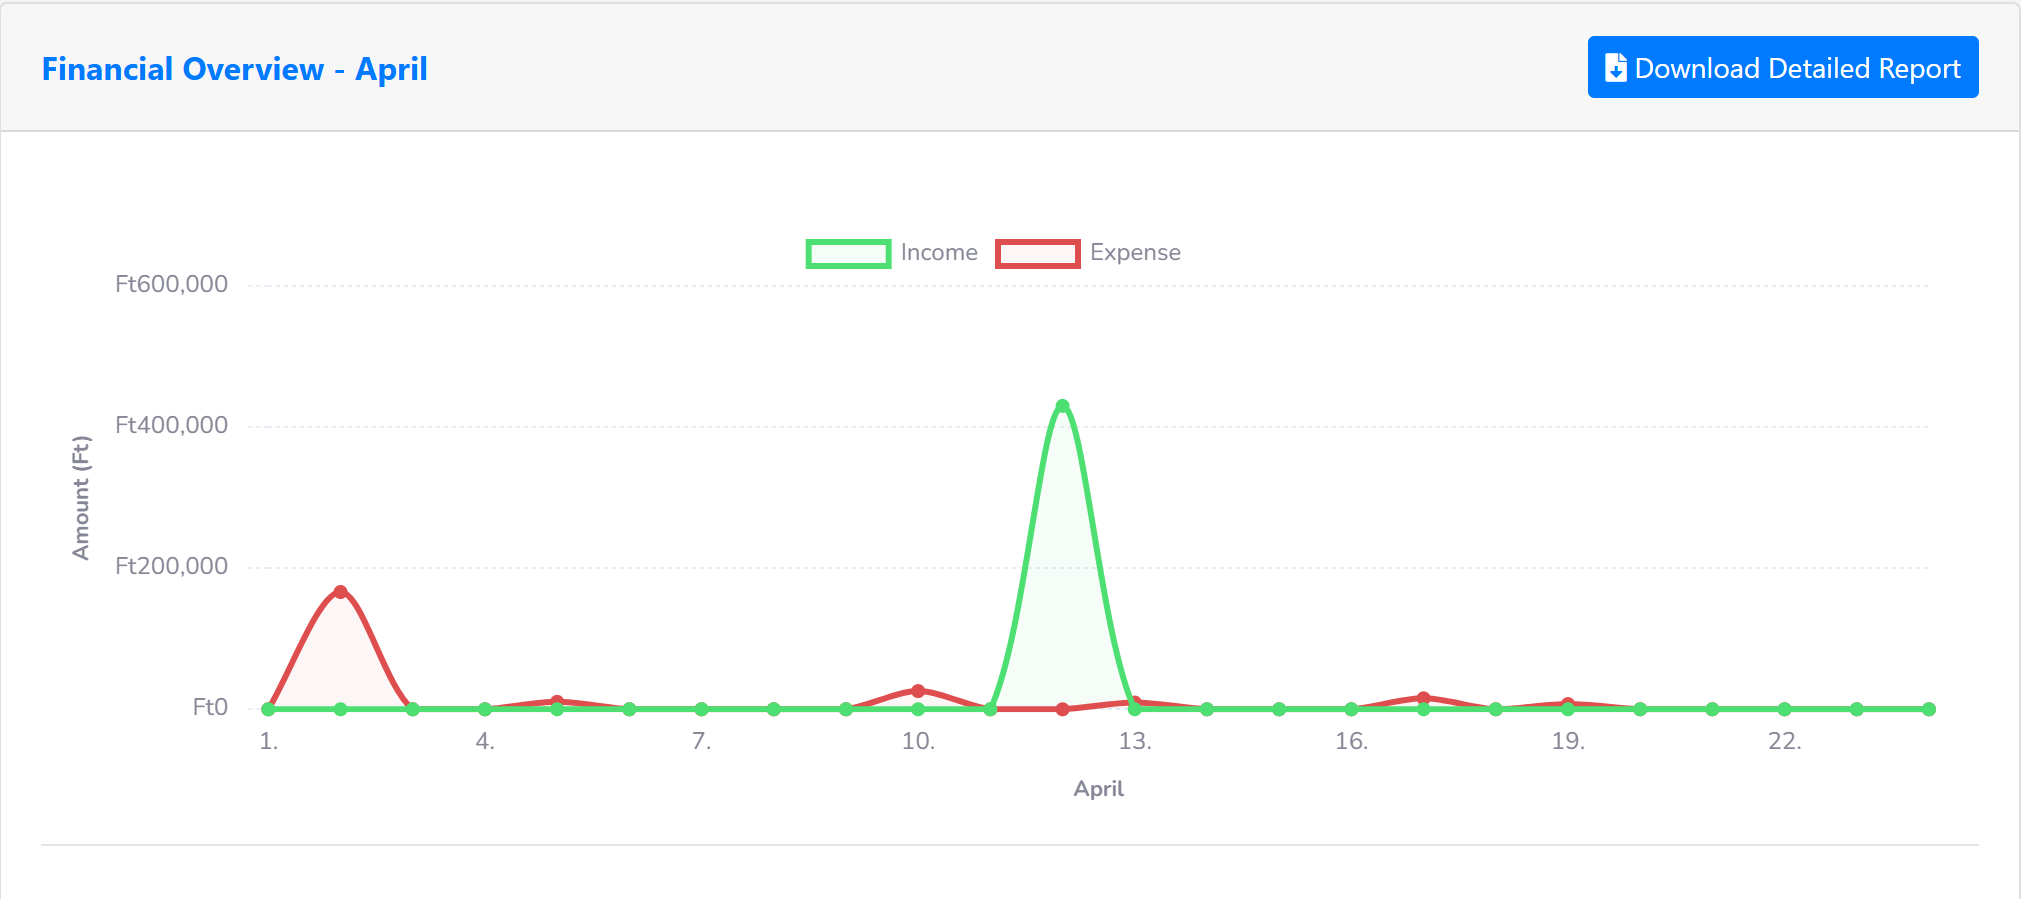 Financial Overview - April
Download Detailed Report
Income
Expense
Ft600,000
Ft400,000
Ft200,000
Ft0
Amount (Ft)
1.
4.
7.
10.
13.
16.
19.
22.
April